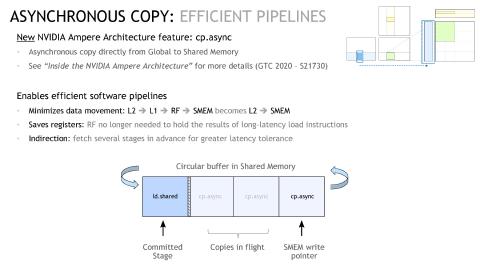 ASYNCHRONOUS COPY: EFFICIENT PIPELINES
New NVIDIA Ampere Architecture feature: cp.async
Asynchronous copy directly from Global to Shared Memory
See “Inside the NVIDIA Ampere Architecture” for more details (GTC 2020 – S21730)
Enables efficient software pipelines
Minimizes data movement: L2 → L1 → RF → SMEM becomes L2 → SMEM
Saves registers: RF no longer needed to hold the results of long-latency load instructions
Indirection: fetch several stages in advance for greater latency tolerance
Circular buffer in Shared Memory
ld.shared cp.async cp.async cp.async
Committed Stage
Copies in flight
SMEM write pointer